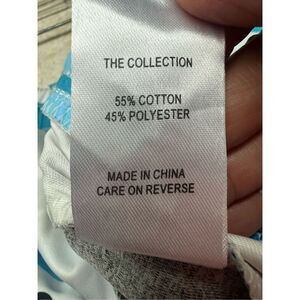 THE COLLECTION
55% COTTON
45% POLYESTER
MADE IN CHINA
CARE ON REVERSE